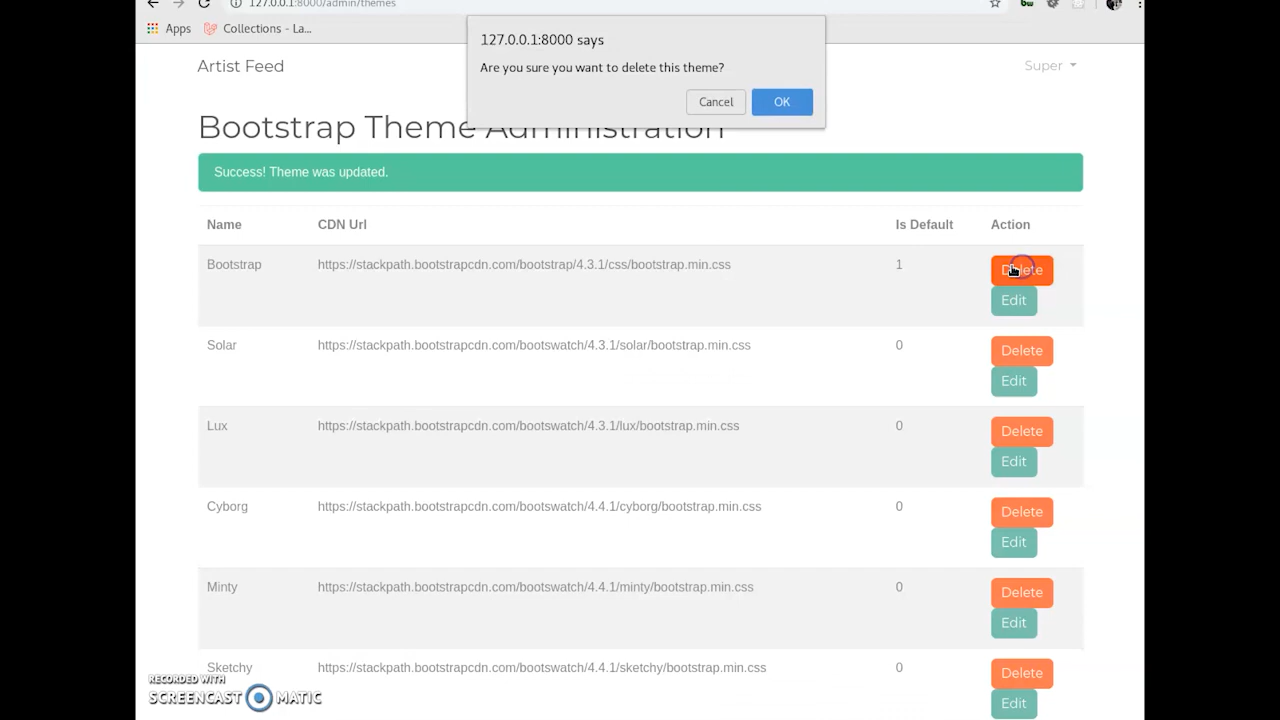 127.0.0.1:8000/admin/themes
Apps
Collections - La...
127.0.0.1:8000 says
Are you sure you want to delete this theme?
Cancel
OK
Artist Feed
Super
Bootstrap Theme Administration
Success! Theme was updated.
Name CDN Url Is Default Action
Bootstrap https://stackpath.bootstrapcdn.com/bootstrap/4.3.1/css/bootstrap.min.css 1 Delete
Edit
Solar https://stackpath.bootstrapcdn.com/bootswatch/4.3.1/solar/bootstrap.min.css 0 Delete
Edit
Lux https://stackpath.bootstrapcdn.com/bootswatch/4.3.1/lux/bootstrap.min.css 0 Delete
Edit
Cyborg https://stackpath.bootstrapcdn.com/bootswatch/4.4.1/cyborg/bootstrap.min.css 0 Delete
Edit
Minty https://stackpath.bootstrapcdn.com/bootswatch/4.4.1/minty/bootstrap.min.css 0 Delete
Edit
Sketchy https://stackpath.bootstrapcdn.com/bootswatch/4.4.1/sketchy/bootstrap.min.css 0 Delete
Edit
RECORDED WITH
SCREENCAST MATIC